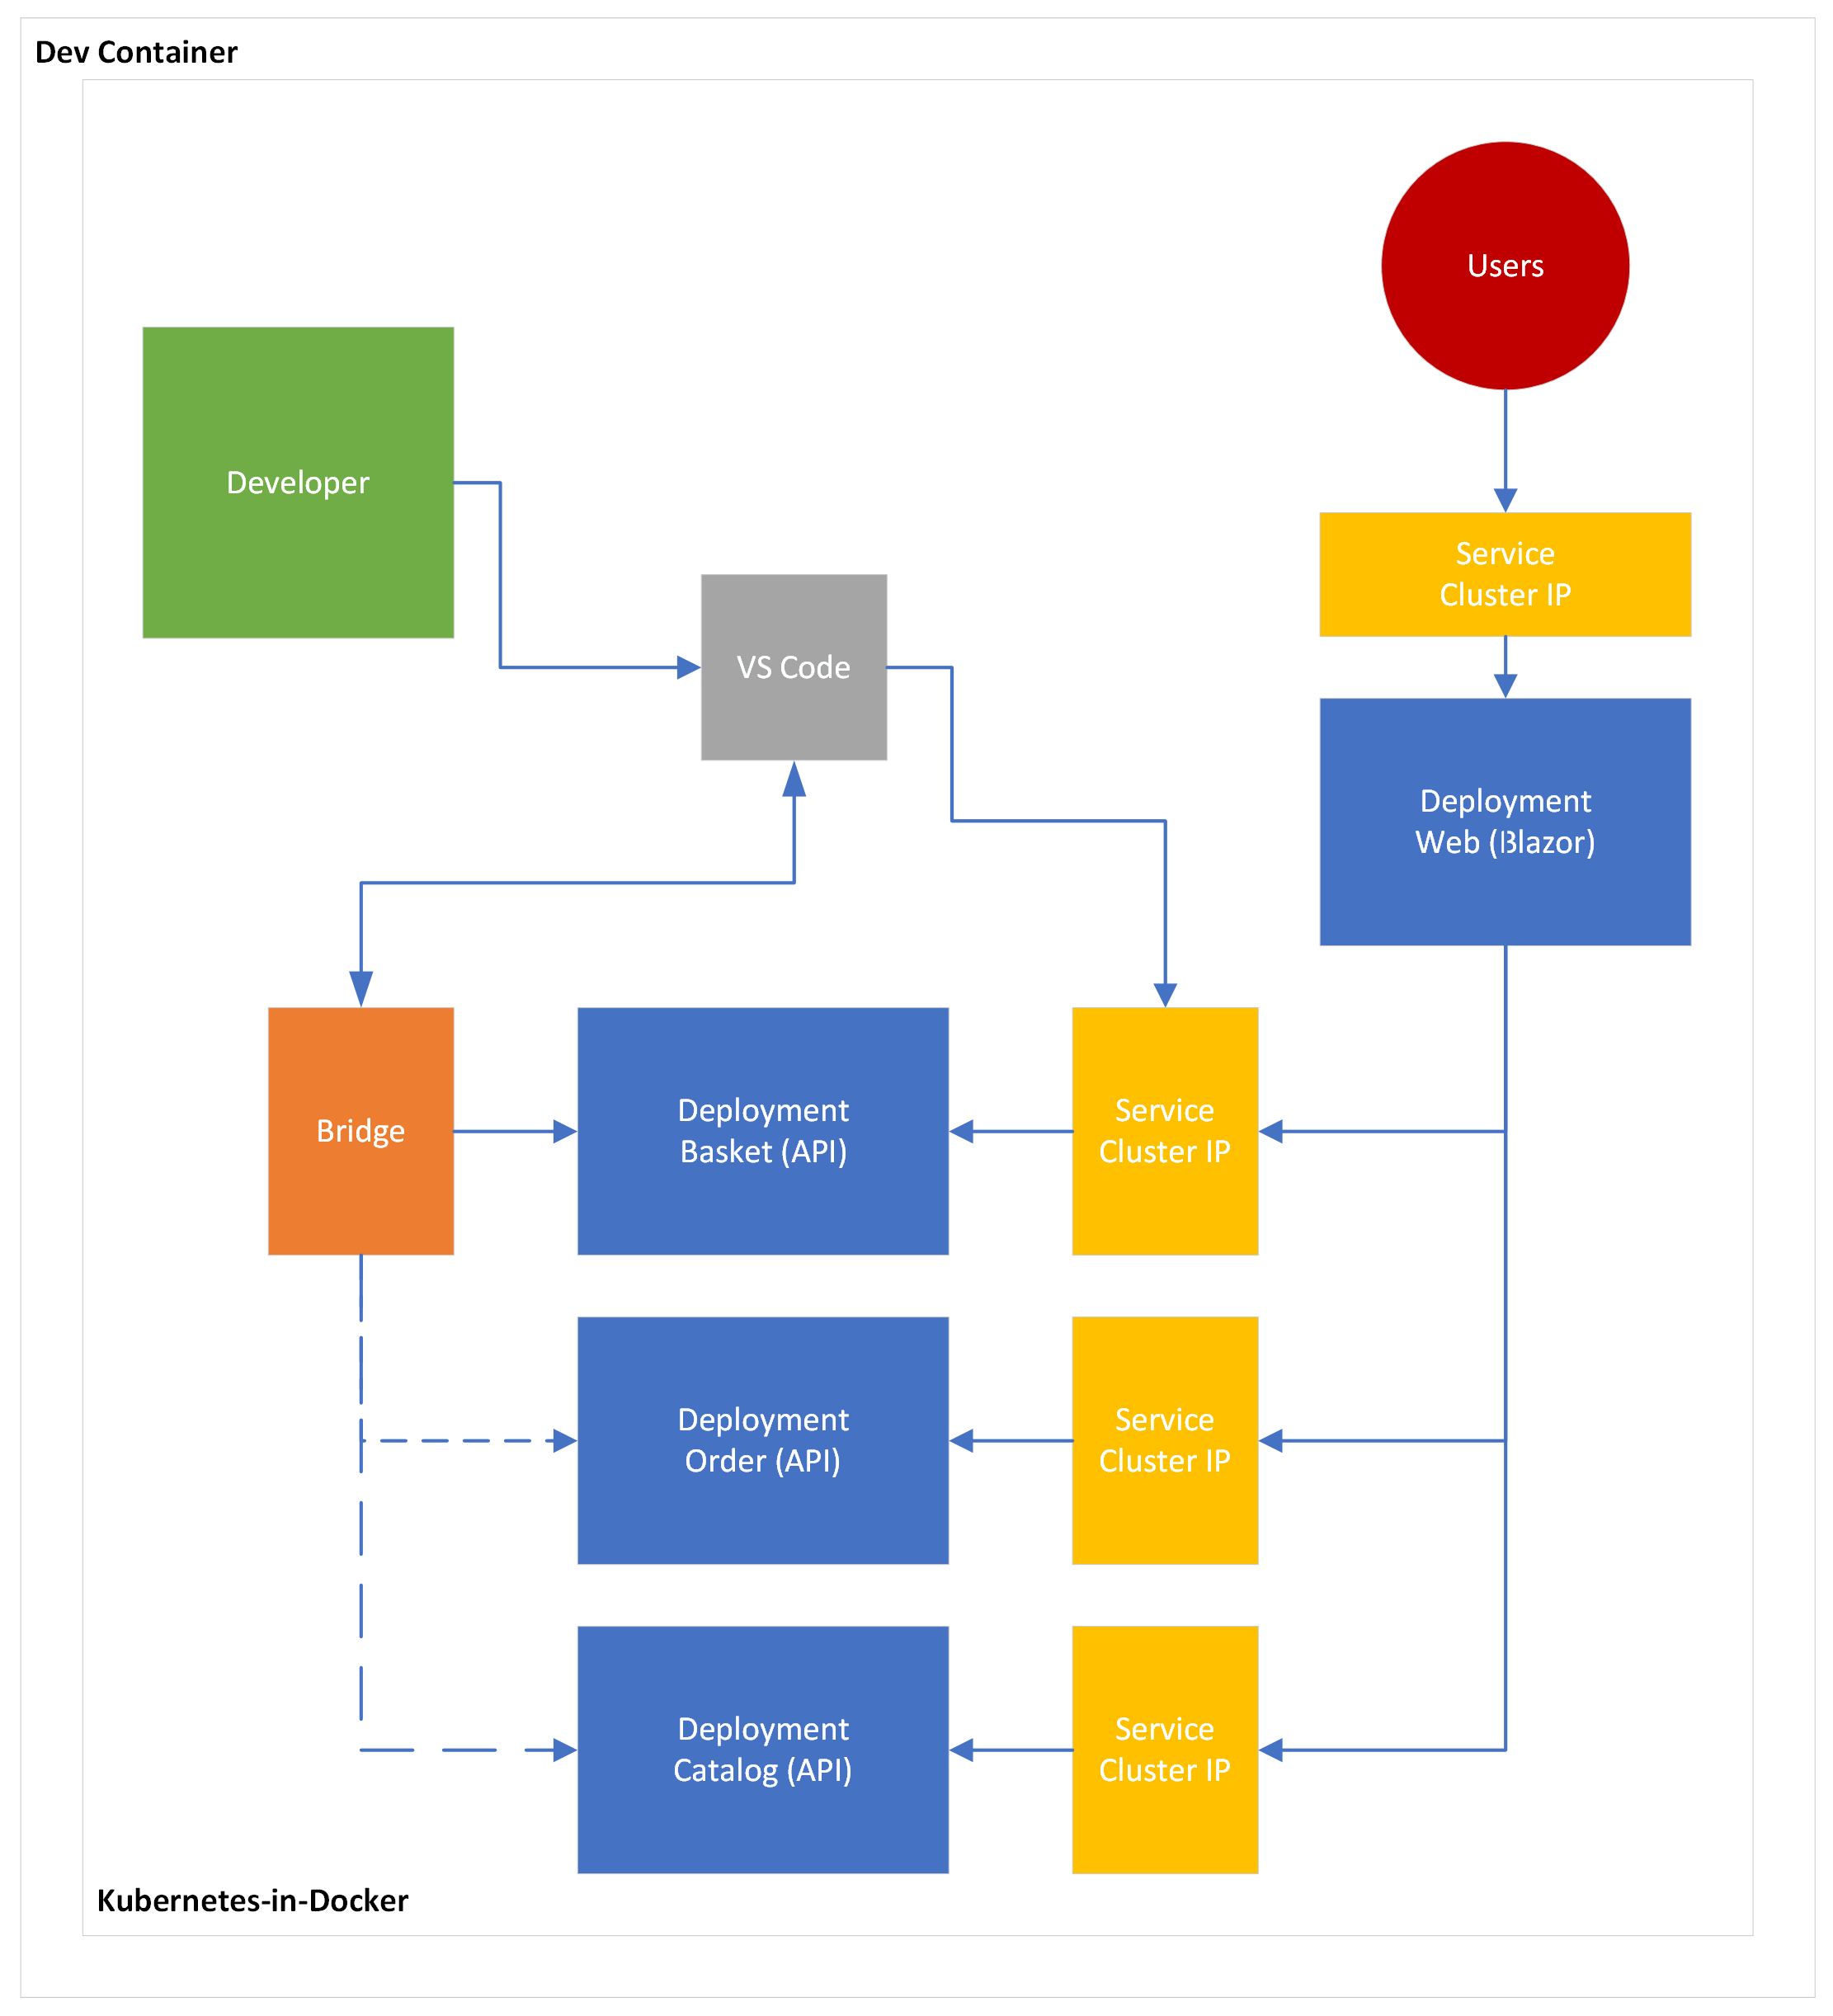 Dev Container
Users
Developer
Service
Cluster IP
VS Code
Deployment
Web (Blazor)
Bridge
Deployment
Basket (API)
Service
Cluster IP
Deployment
Order (API)
Service
Cluster IP
Deployment
Catalog (API)
Service
Cluster IP
Kubernetes-in-Docker